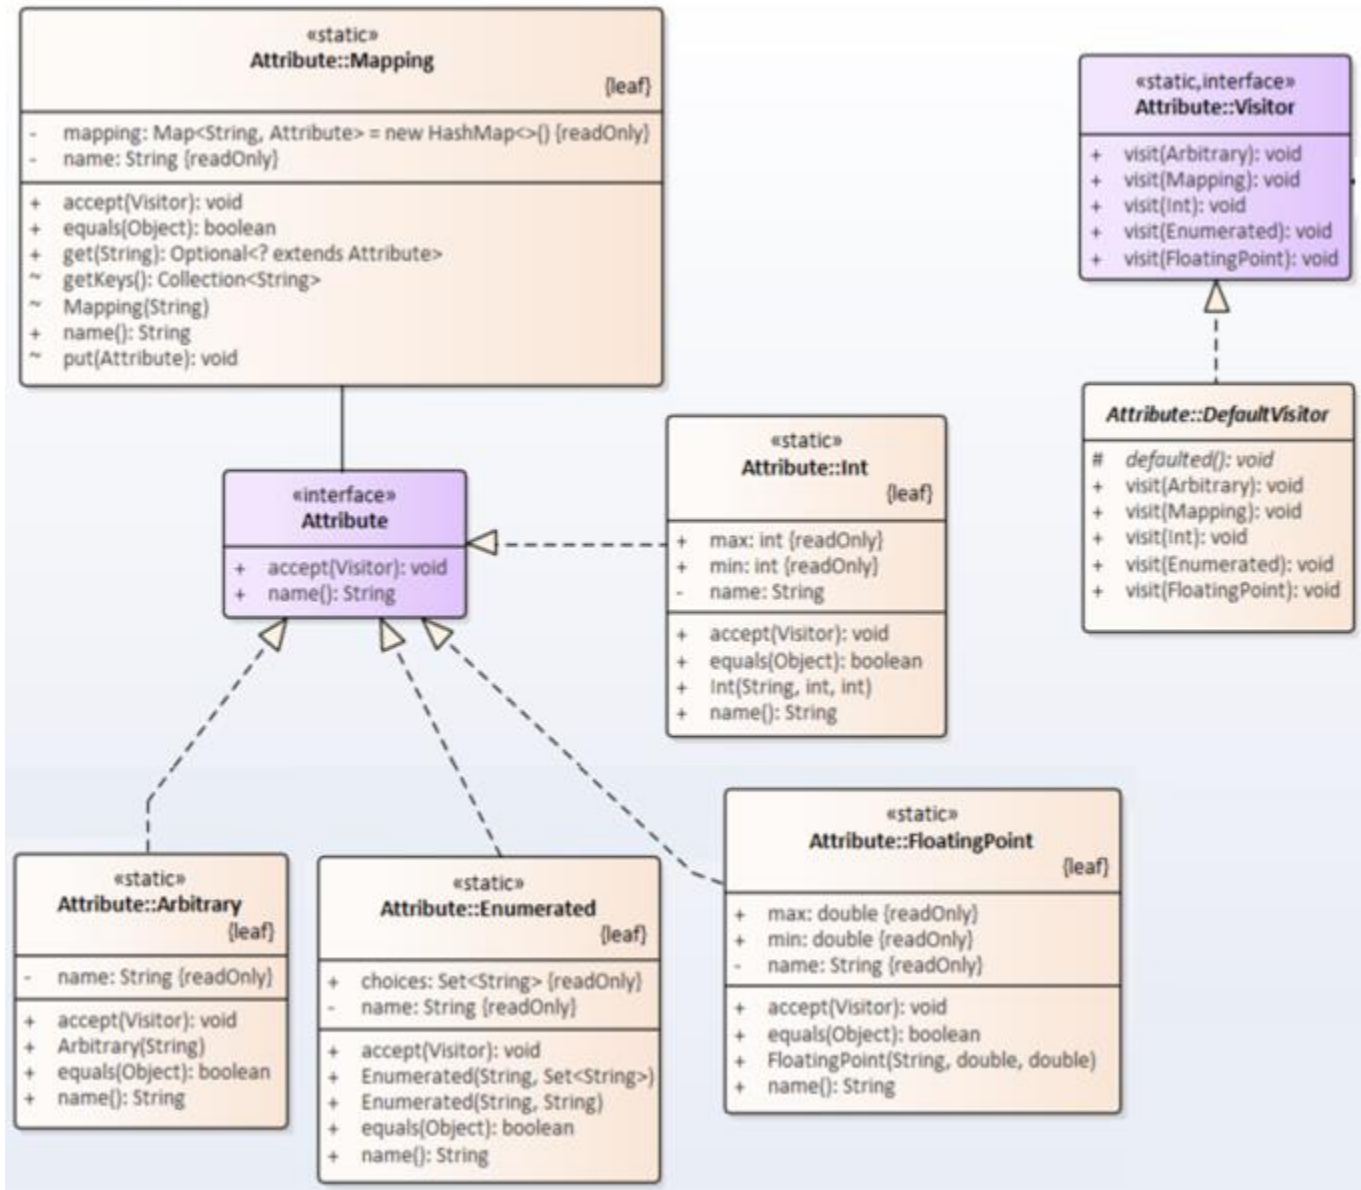 «static»
Attribute::Mapping
{leaf}
- mapping: Map<String, Attribute> = new HashMap<>() {readOnly}
- name: String {readOnly}
+ accept(Visitor): void
+ equals(Object): boolean
+ get(String): Optional<? extends Attribute>
~ getKeys(): Collection<String>
~ Mapping(String)
+ name(): String
~ put(Attribute): void
«static,interface»
Attribute::Visitor
+ visit(Arbitrary): void
+ visit(Mapping): void
+ visit(Int): void
+ visit(Enumerated): void
+ visit(FloatingPoint): void
Attribute::DefaultVisitor
# defaulted(): void
+ visit(Arbitrary): void
+ visit(Mapping): void
+ visit(Int): void
+ visit(Enumerated): void
+ visit(FloatingPoint): void
«interface»
Attribute
+ accept(Visitor): void
+ name(): String
«static»
Attribute::Int
{leaf}
+ max: int {readOnly}
+ min: int {readOnly}
- name: String
+ accept(Visitor): void
+ equals(Object): boolean
+ Int(String, int, int)
+ name(): String
«static»
Attribute::Arbitrary
{leaf}
- name: String {readOnly}
+ accept(Visitor): void
+ Arbitrary(String)
+ equals(Object): boolean
+ name(): String
«static»
Attribute::Enumerated
{leaf}
+ choices: Set<String> {readOnly}
- name: String {readOnly}
+ accept(Visitor): void
+ Enumerated(String, Set<String>)
+ Enumerated(String, String)
+ equals(Object): boolean
+ name(): String
«static»
Attribute::FloatingPoint
{leaf}
+ max: double {readOnly}
+ min: double {readOnly}
- name: String {readOnly}
+ accept(Visitor): void
+ equals(Object): boolean
+ FloatingPoint(String, double, double)
+ name(): String